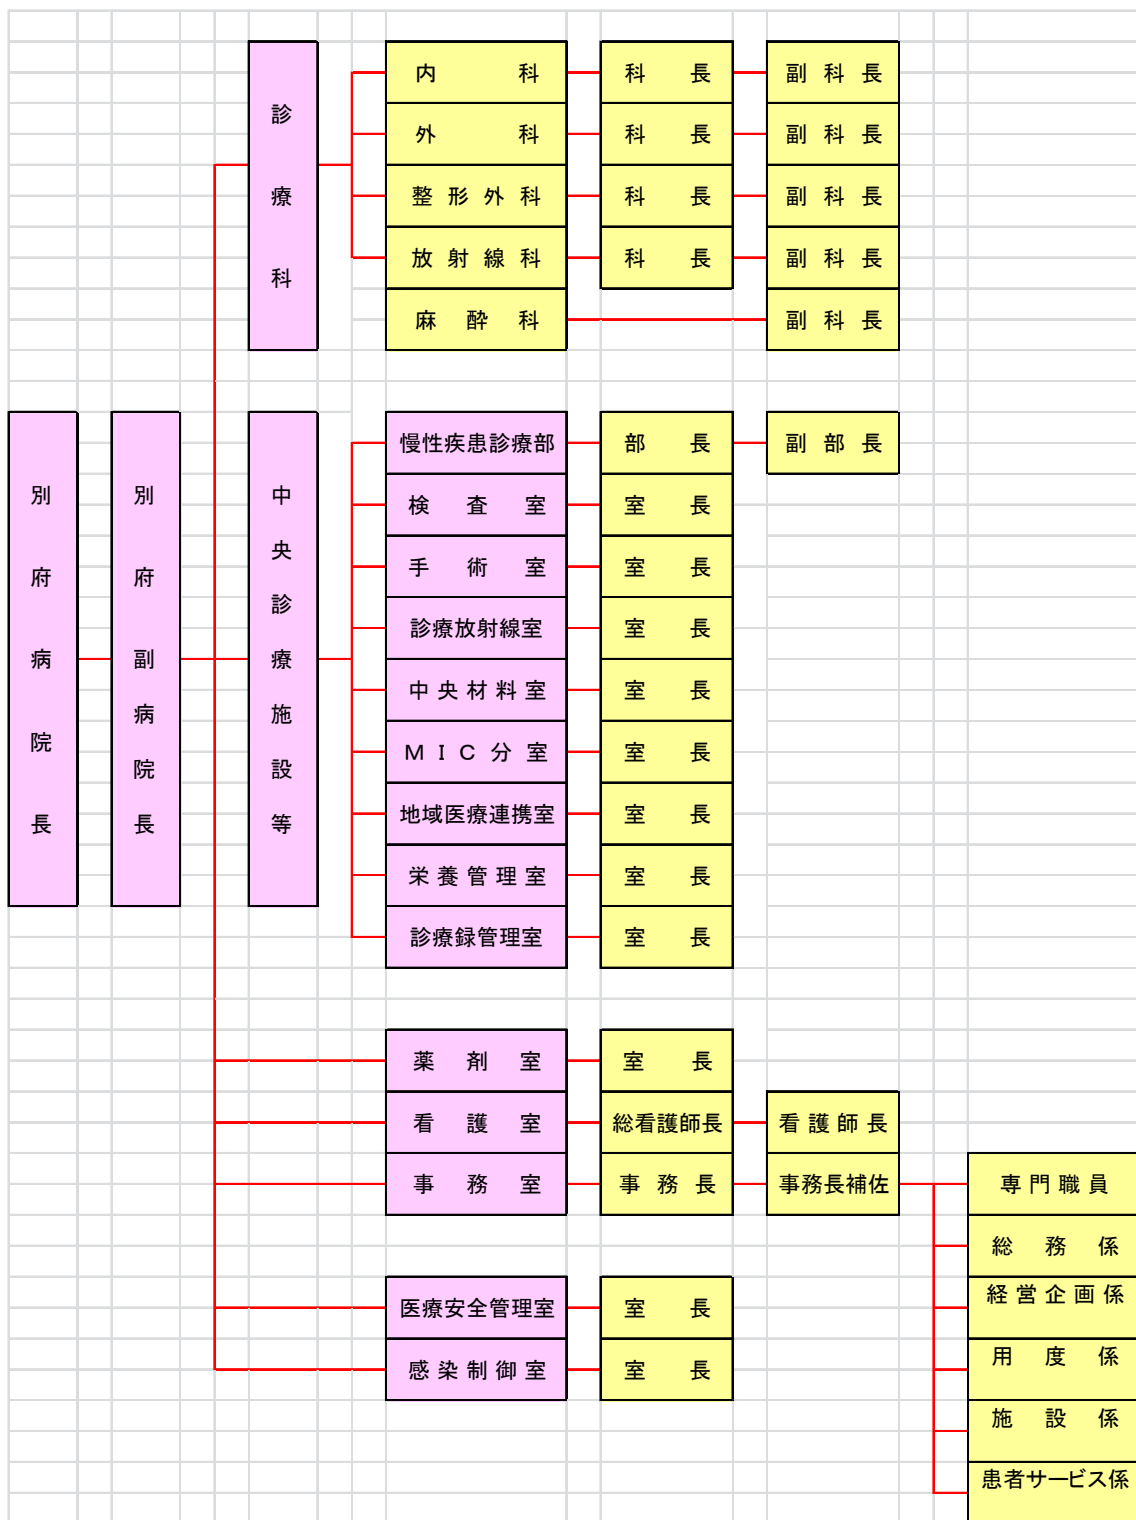 別府病院長
別府副病院長
診療科
内科 科長 副科長
外科 科長 副科長
整形外科 科長 副科長
放射線科 科長 副科長
麻酔科 副科長
中央診療施設等
慢性疾患診療部 部長 副部長
検査室 室長
手術室 室長
診療放射線室 室長
中央材料室 室長
MIC分室 室長
地域医療連携室 室長
栄養管理室 室長
診療録管理室 室長
薬剤室 室長
看護室 総看護師長 看護師長
事務室 事務長 事務長補佐 専門職員
総務係
経営企画係
用度係
施設係
患者サービス係
医療安全管理室 室長
感染制御室 室長